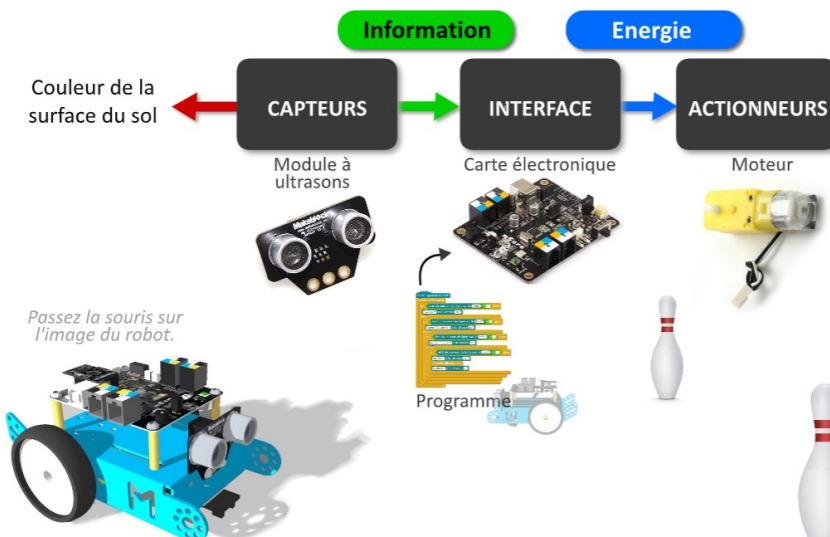 Information
Energie
Couleur de la
surface du sol
CAPTEURS
INTERFACE
ACTIONNEURS
Module à
ultrasons
Carte électronique
Moteur
Makeblock
Passez la souris sur
l'image du robot.
Programme
M